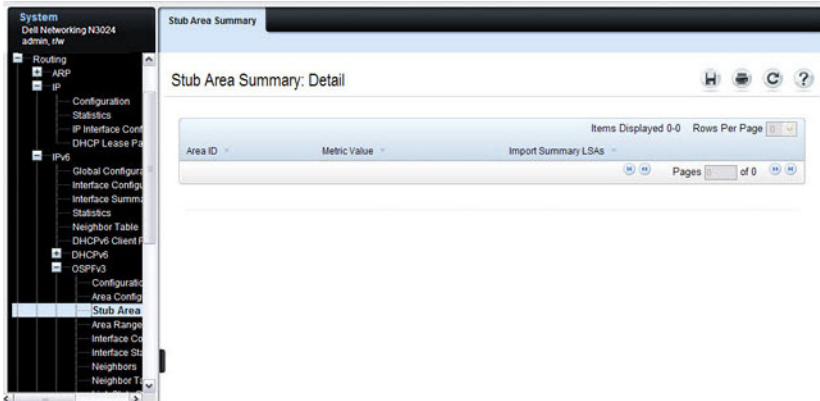 System
Dell Networking N3024
admin, r/w
Routing
ARP
IP
Configuration
Statistics
IP Interface Conf
DHCP Lease Pa
IPv6
Global Configura
Interface Configu
Interface Summa
Statistics
Neighbor Table
DHCPv6 Client P
DHCPv6
OSPFv3
Configuratio
Area Config
Stub Area
Area Range
Interface Co
Interface Sta
Neighbors
Neighbor Ta
Stub Area Summary
Stub Area Summary: Detail
Items Displayed 0-0 Rows Per Page 0
Area ID Metric Value Import Summary LSAs
Pages 0 of 0